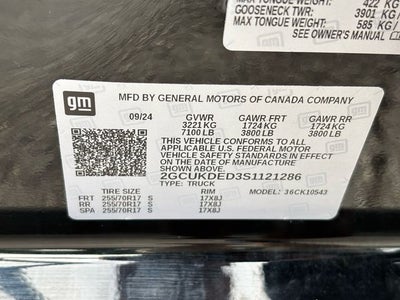 MAX TONGUE WEIGHT: 422 KG /
GOOSENECK TWR: 3901 KG /
MAX TONGUE WEIGHT: 585 KG /
SEE OWNER'S MANUAL
gm
MFD BY GENERAL MOTORS OF CANADA COMPANY
09/24 GVWR GAWR FRT GAWR RR
3221 KG 1724 KG 1724 KG
7100 LB 3800 LB 3800 LB
THIS VEHICLE CONFORMS TO ALL
APPLICABLE U.S. FEDERAL MOTOR
VEHICLE SAFETY STANDARDS IN EFFECT
ON THE DATE OF MANUFACTURE
SHOWN ABOVE.
2GCUKDED3S1121286
TYPE: TRUCK MODEL: 36CK10543
TIRE SIZE RIM
FRT 255/70R17 S 17X8J
RR 255/70R17 S 17X8J
SPA 255/70R17 S 17X8J